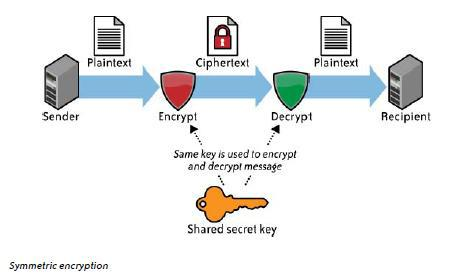 Plaintext
Ciphertext
Plaintext
Sender
Encrypt
Decrypt
Recipient
Same key is used to encrypt
and decrypt message
Shared secret key
Symmetric encryption